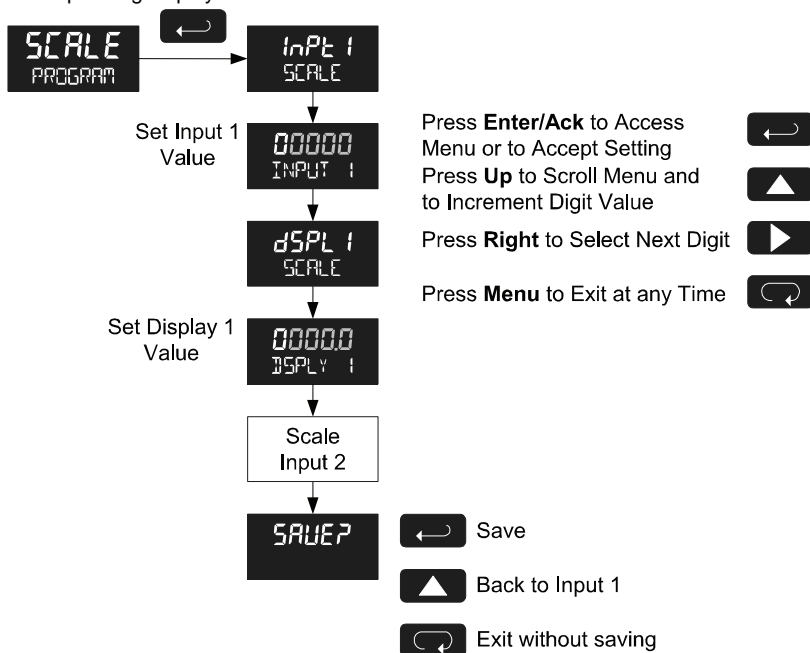 SCALE
PROGRAM
InPt 1
SCALE
Set Input 1
Value
00000
INPUT 1
dSPL 1
SCALE
Set Display 1
Value
0000.0
DSPLY 1
Scale
Input 2
SAVE?
Press Enter/Ack to Access
Menu or to Accept Setting
Press Up to Scroll Menu and
to Increment Digit Value
Press Right to Select Next Digit
Press Menu to Exit at any Time
Save
Back to Input 1
Exit without saving